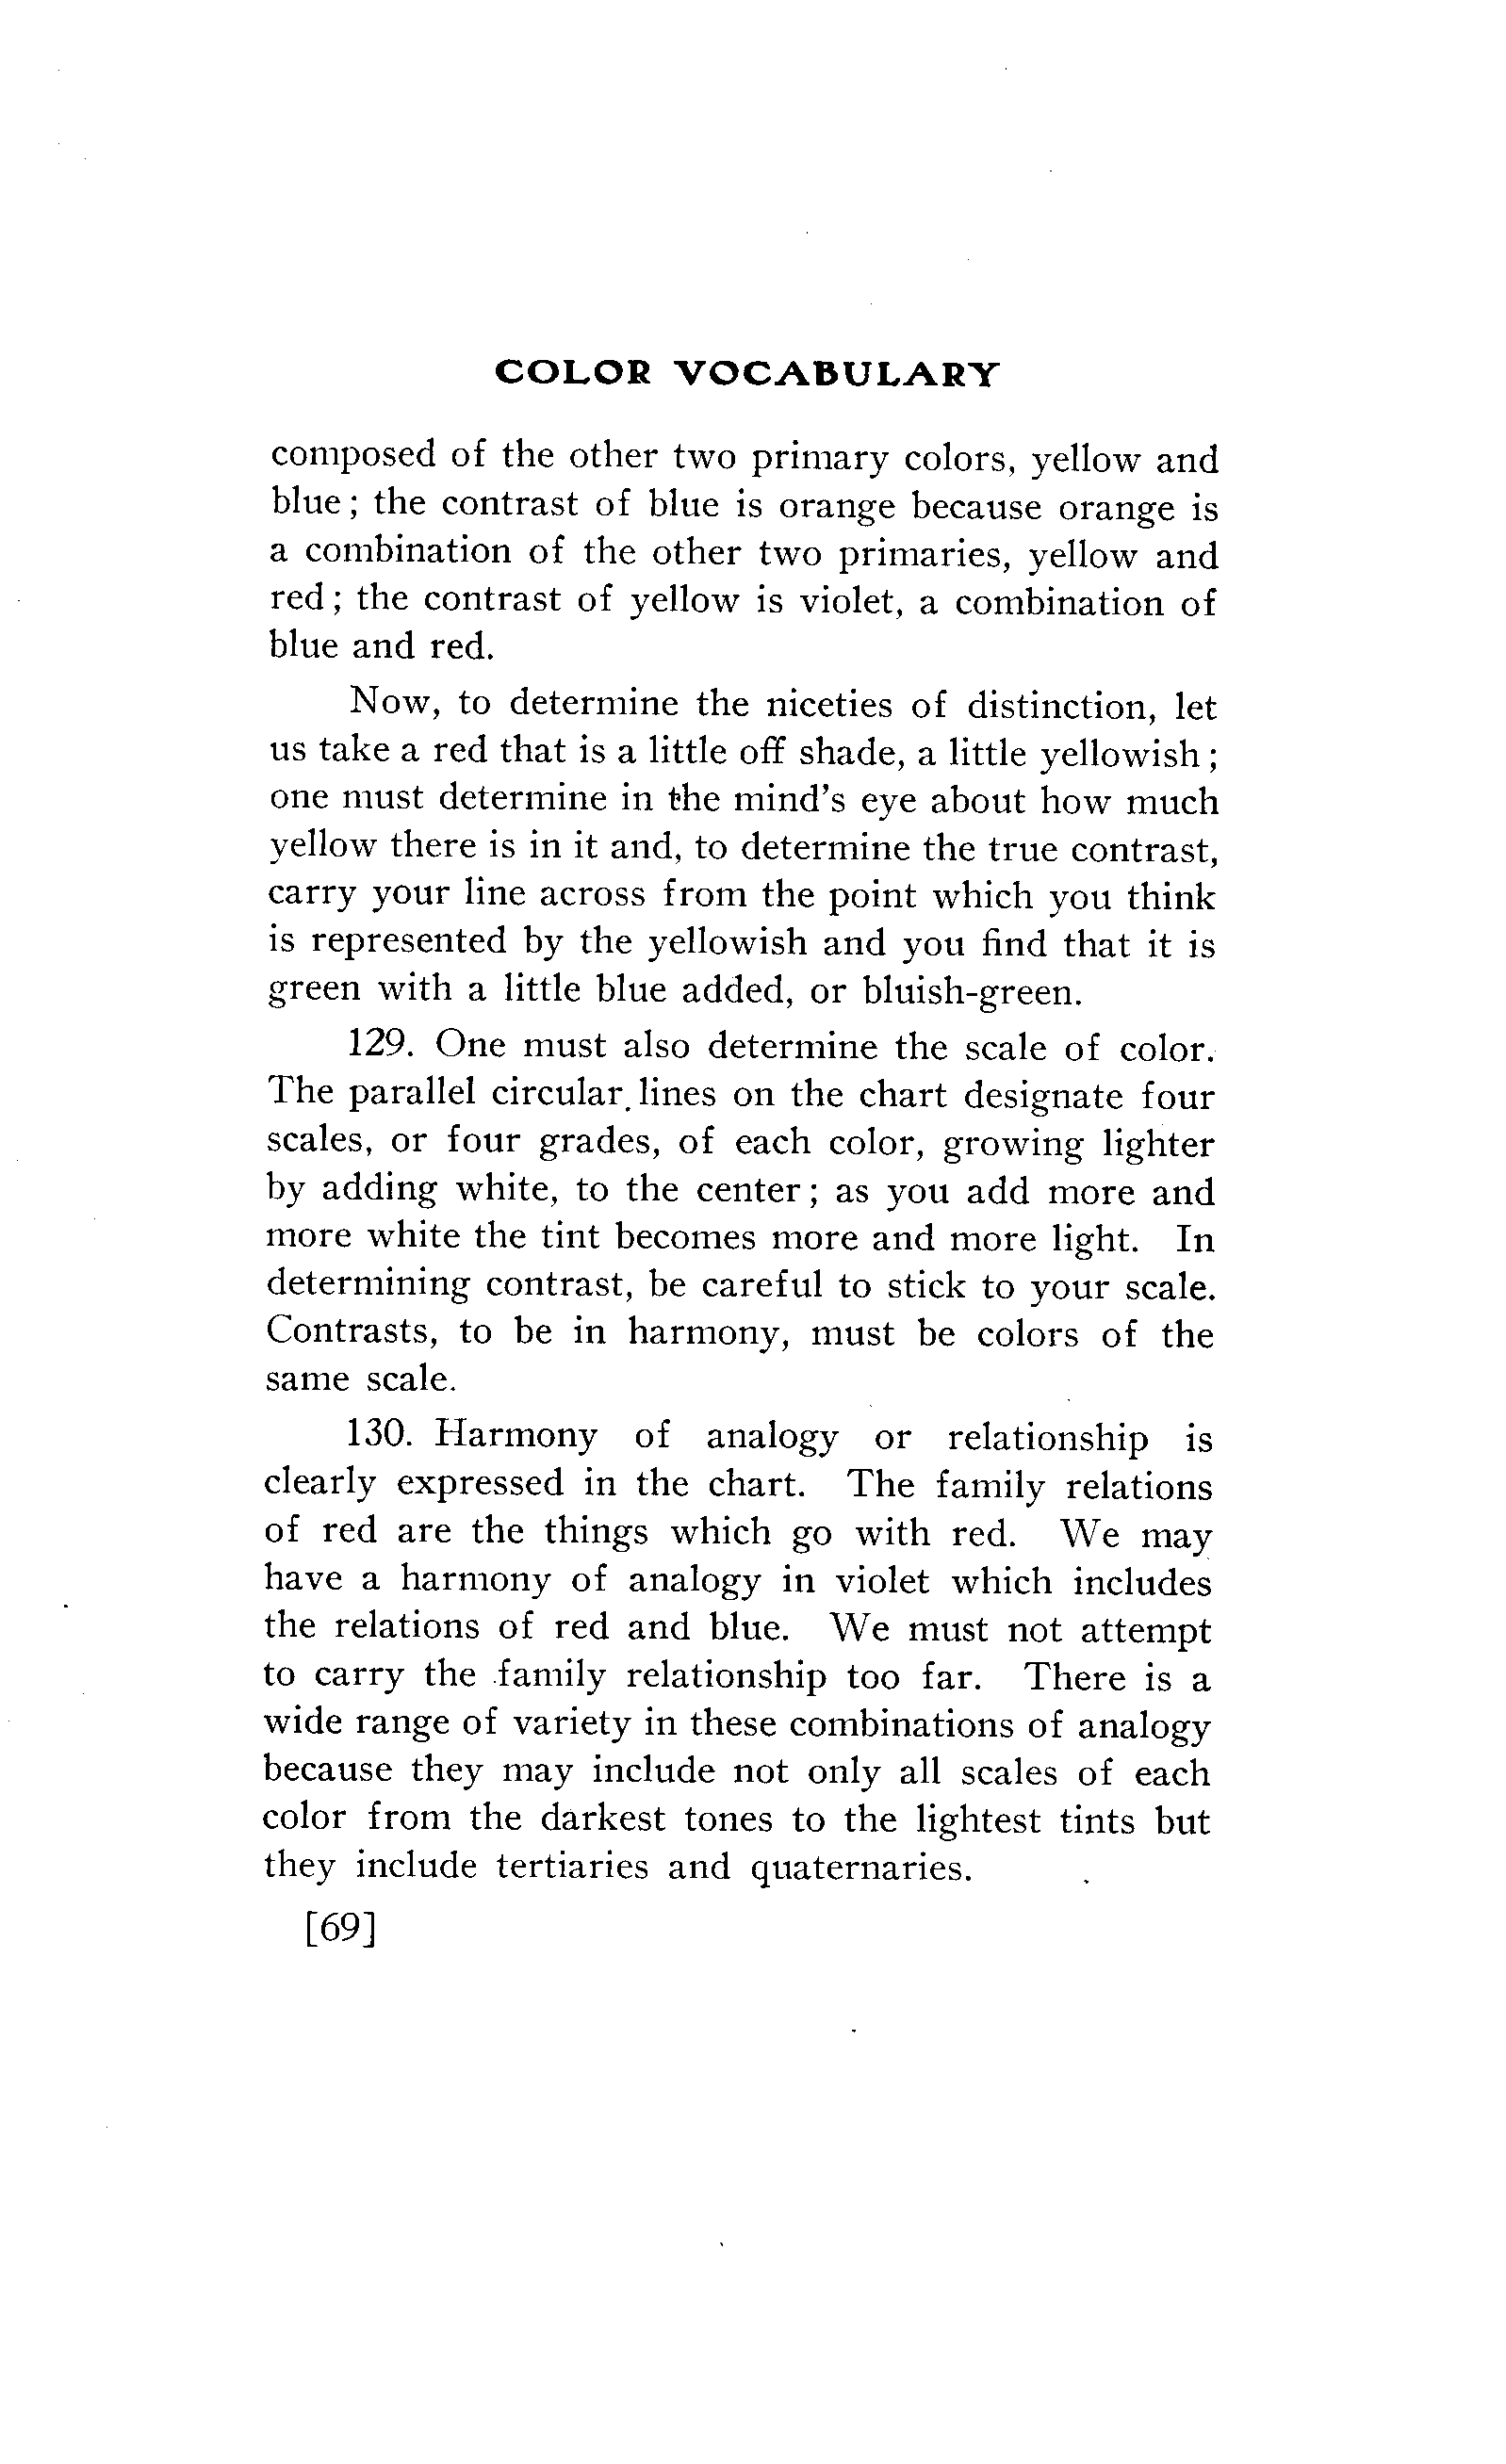 COLOR VOCABULARY
composed of the other two primary colors, yellow and
blue; the contrast of blue is orange because orange is
a combination of the other two primaries, yellow and
red; the contrast of yellow is violet, a combination of
blue and red.
Now, to determine the niceties of distinction, let
us take a red that is a little off shade, a little yellowish;
one must determine in the mind's eye about how much
yellow there is in it and, to determine the true contrast,
carry your line across from the point which you think
is represented by the yellowish and you find that it is
green with a little blue added, or bluish-green.
129. One must also determine the scale of color.
The parallel circular lines on the chart designate four
scales, or four grades, of each color, growing lighter
by adding white, to the center; as you add more and
more white the tint becomes more and more light. In
determining contrast, be careful to stick to your scale.
Contrasts, to be in harmony, must be colors of the
same scale.
130. Harmony of analogy or relationship is
clearly expressed in the chart. The family relations
of red are the things which go with red. We may
have a harmony of analogy in violet which includes
the relations of red and blue. We must not attempt
to carry the family relationship too far. There is a
wide range of variety in these combinations of analogy
because they may include not only all scales of each
color from the darkest tones to the lightest tints but
they include tertiaries and quaternaries.
[69]